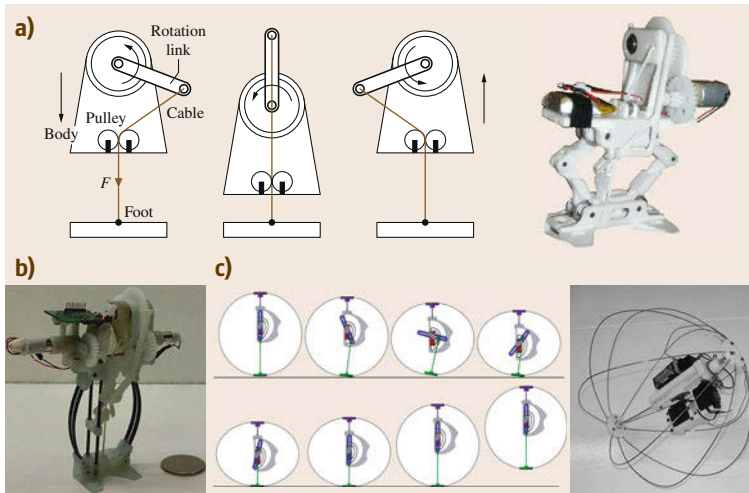 a)
Rotation
link
Body
Pulley
Cable
F
Foot
b)
c)